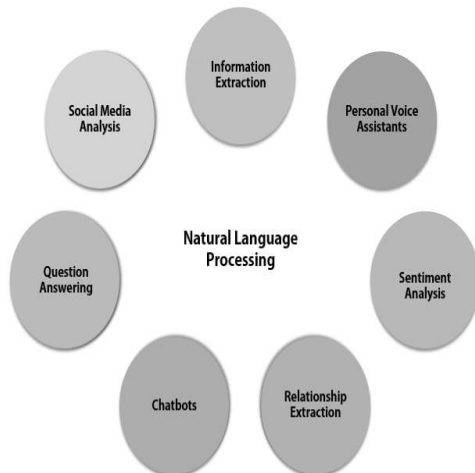 Information
Extraction
Social Media
Analysis
Personal Voice
Assistants
Natural Language
Processing
Question
Answering
Sentiment
Analysis
Chatbots
Relationship
Extraction